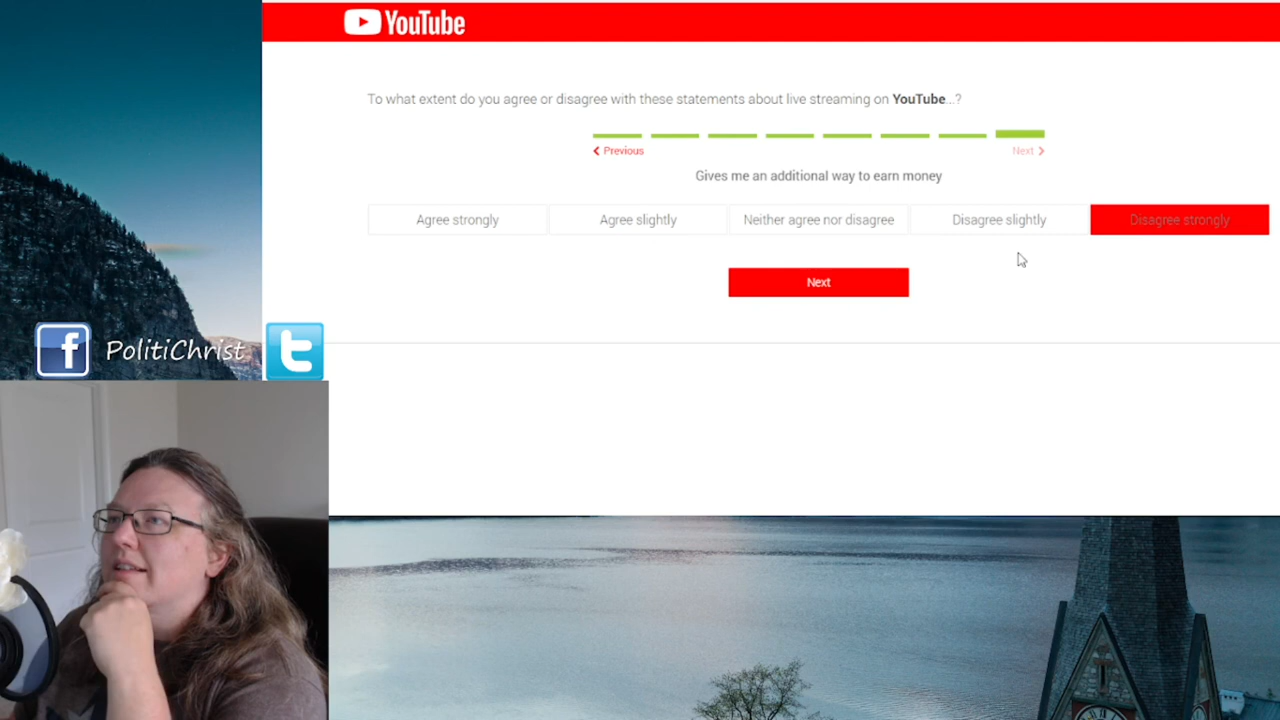 YouTube
To what extent do you agree or disagree with these statements about live streaming on YouTube...?
Previous
Next
Gives me an additional way to earn money
Agree strongly
Agree slightly
Neither agree nor disagree
Disagree slightly
Disagree strongly
Next
f PolitiChrist t